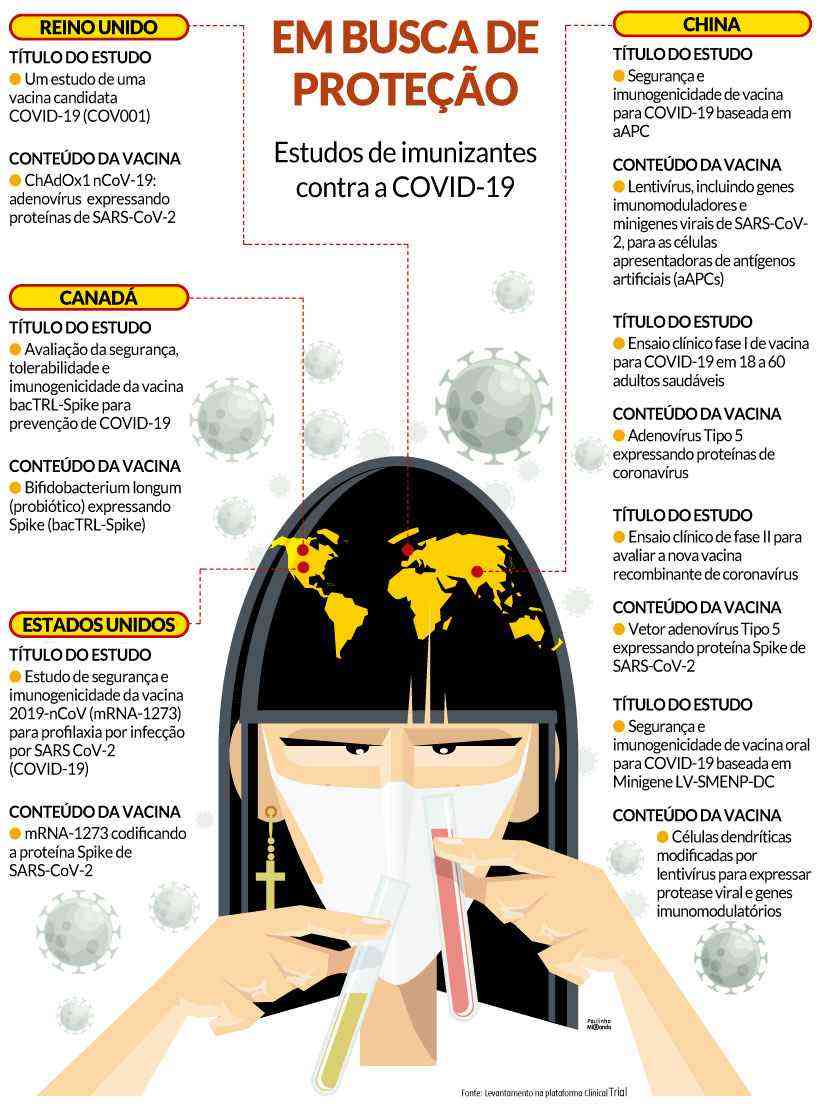 EM BUSCA DE
PROTEÇÃO
Estudos de imunizantes
contra a COVID-19
REINO UNIDO
TÍTULO DO ESTUDO
Um estudo de uma
vacina candidata
COVID-19 (COV001)
CONTEÚDO DA VACINA
ChAdOx1 nCoV-19:
adenovírus expressando
proteínas de SARS-CoV-2
CANADÁ
TÍTULO DO ESTUDO
Avaliação da segurança,
tolerabilidade e
imunogenicidade da vacina
bacTRL-Spike para
prevenção de COVID-19
CONTEÚDO DA VACINA
Bifidobacterium longum
(probiótico) expressando
Spike (bacTRL-Spike)
ESTADOS UNIDOS
TÍTULO DO ESTUDO
Estudo de segurança e
imunogenicidade da vacina
2019-nCoV (mRNA-1273)
para profilaxia por infecção
por SARS CoV-2
(COVID-19)
CONTEÚDO DA VACINA
mRNA-1273 codificando
a proteína Spike de
SARS-CoV-2
CHINA
TÍTULO DO ESTUDO
Segurança e
imunogenicidade de vacina
para COVID-19 baseada em
aAPC
CONTEÚDO DA VACINA
Lentivírus, incluindo genes
imunomoduladores e
minigenes virais de SARS-CoV-
2, para as células
apresentadoras de antígenos
artificiais (aAPCs)
TÍTULO DO ESTUDO
Ensaio clínico fase I de vacina
para COVID-19 em 18 a 60
adultos saudáveis
CONTEÚDO DA VACINA
Adenovírus Tipo 5
expressando proteínas de
coronavírus
TÍTULO DO ESTUDO
Ensaio clínico de fase II para
avaliar a nova vacina
recombinante de coronavírus
CONTEÚDO DA VACINA
Vetor adenovírus Tipo 5
expressando proteína Spike de
SARS-CoV-2
TÍTULO DO ESTUDO
Segurança e
imunogenicidade de vacina oral
para COVID-19 baseada em
Minigene LV-SMENP-DC
CONTEÚDO DA VACINA
Células dendríticas
modificadas por
lentivírus para expressar
protease viral e genes
imunomodulatórios
Paulinho
Miranda
Fonte: Levantamento na plataforma Clinical Trial